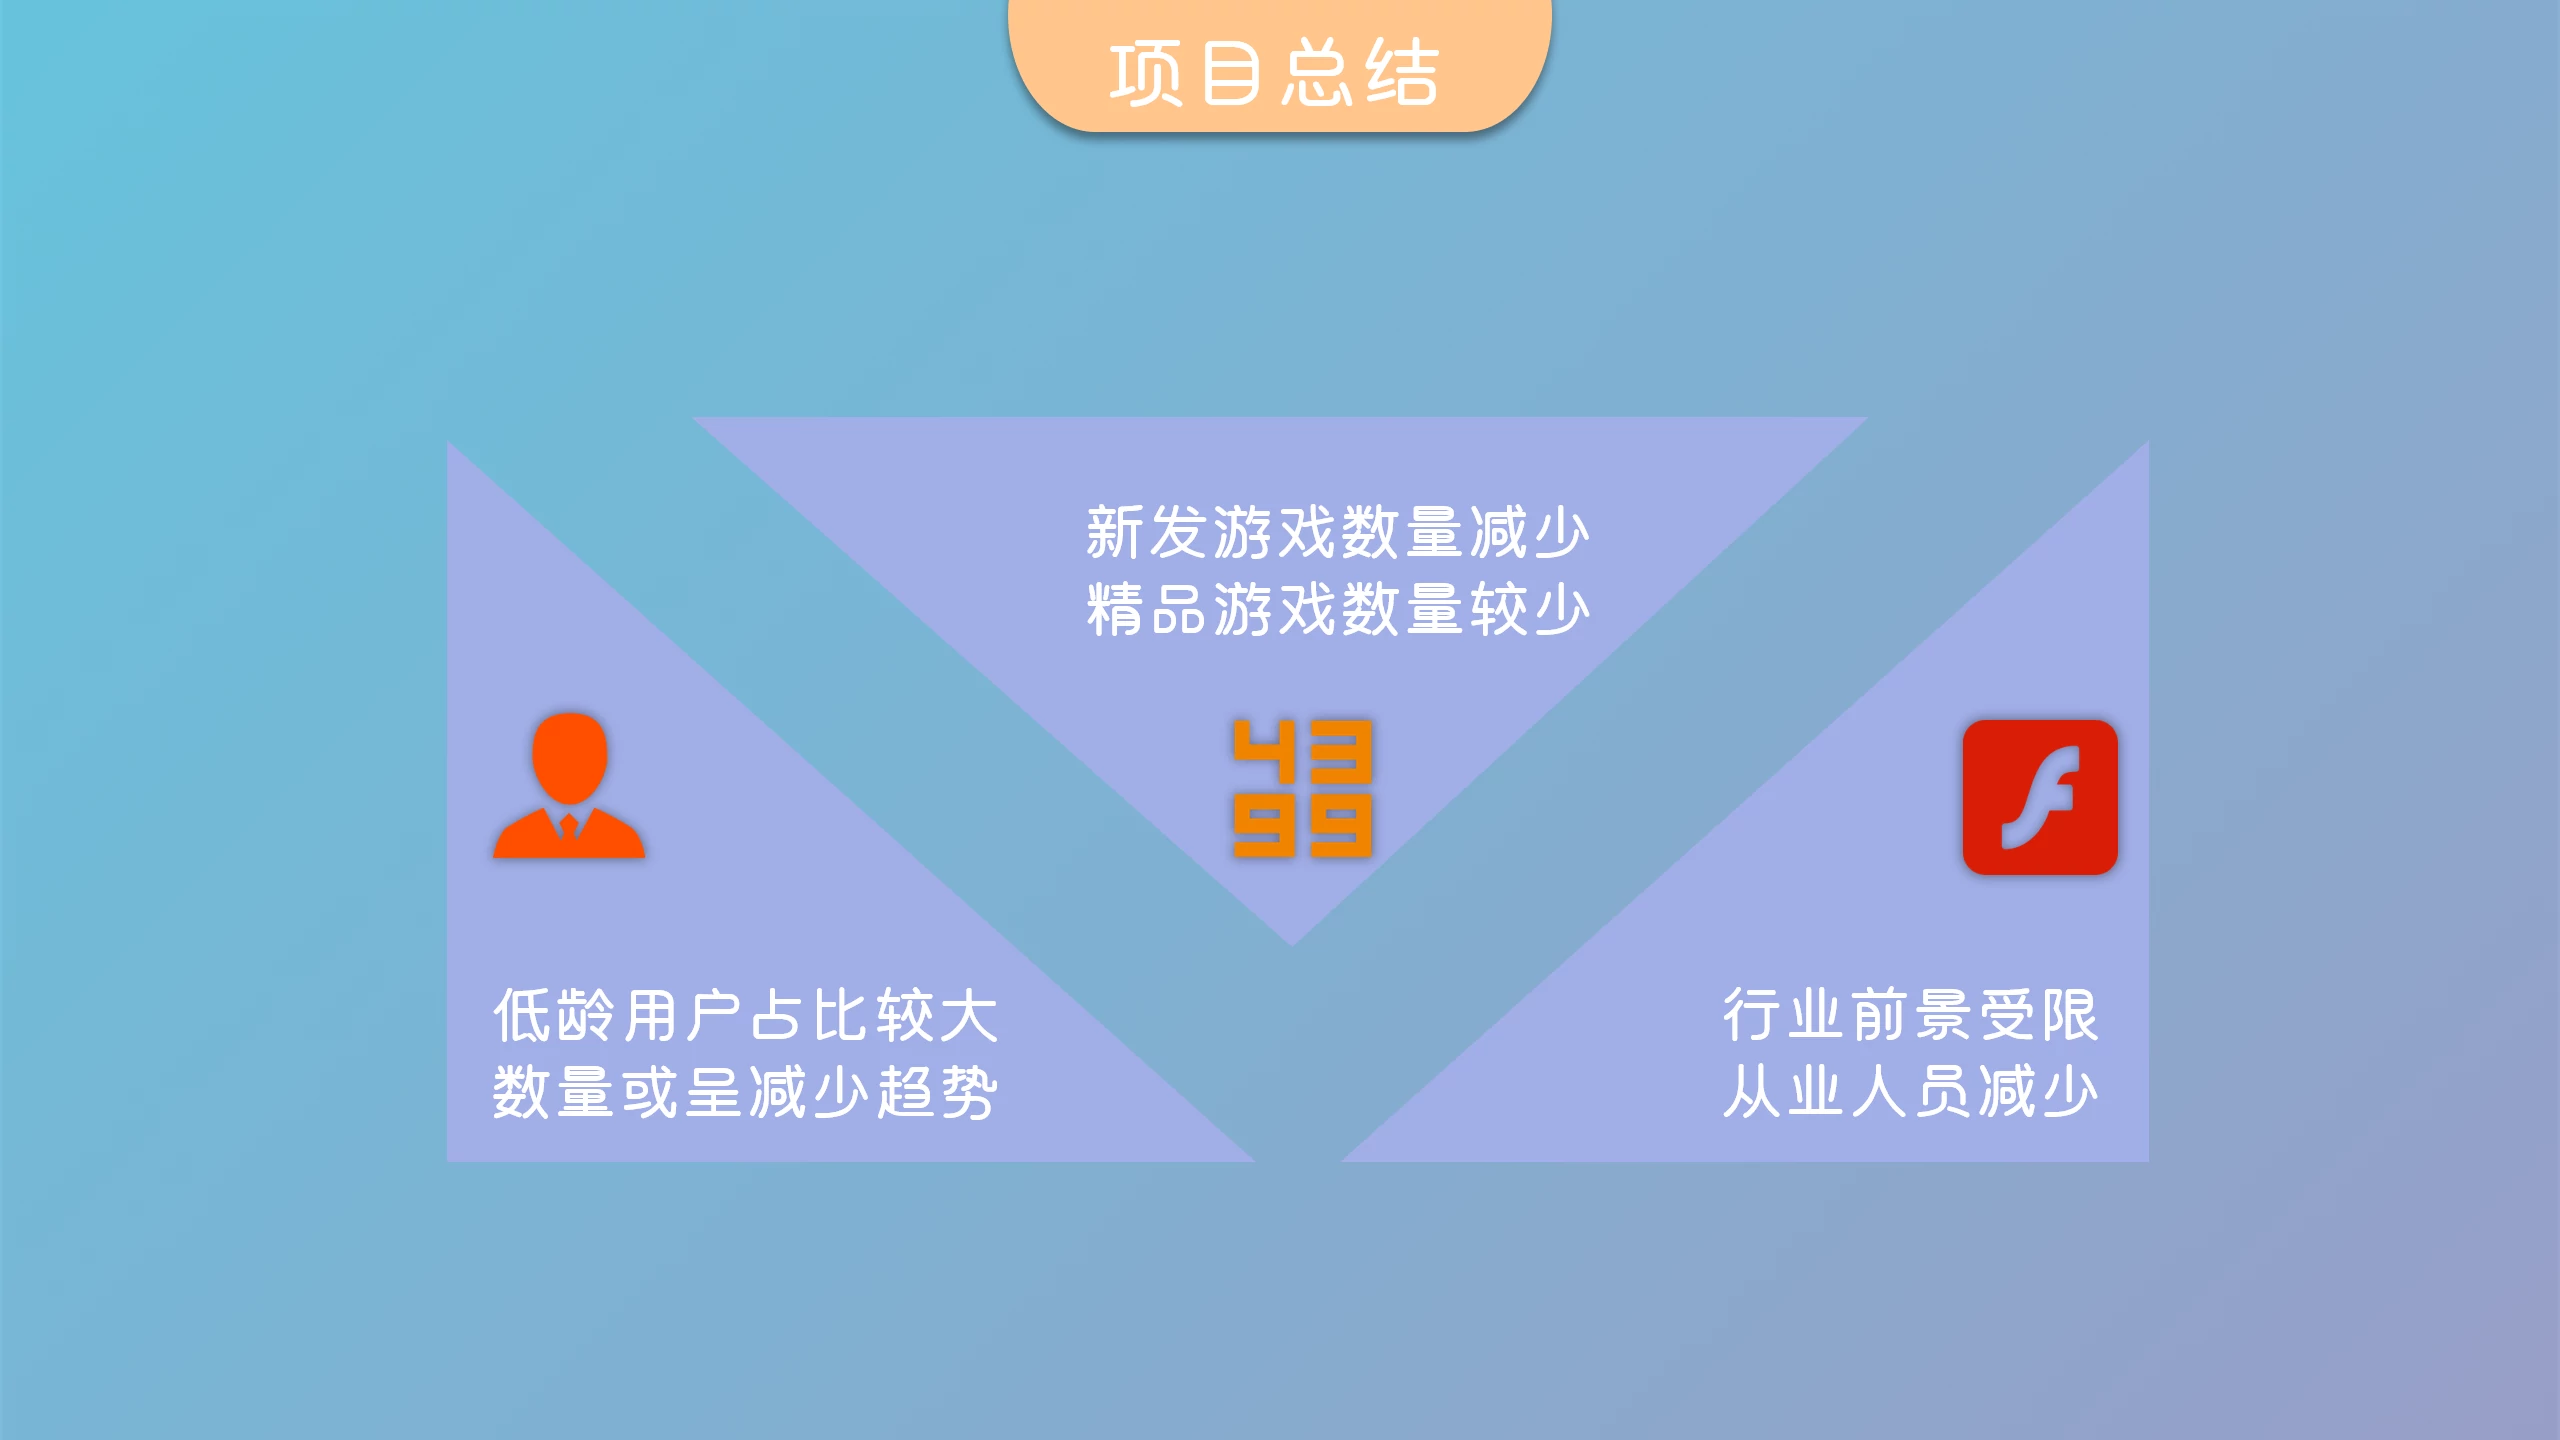 项目总结
新发游戏数量减少
精品游戏数量较少
43
99
低龄用户占比较大
数量或呈减少趋势
行业前景受限
从业人员减少